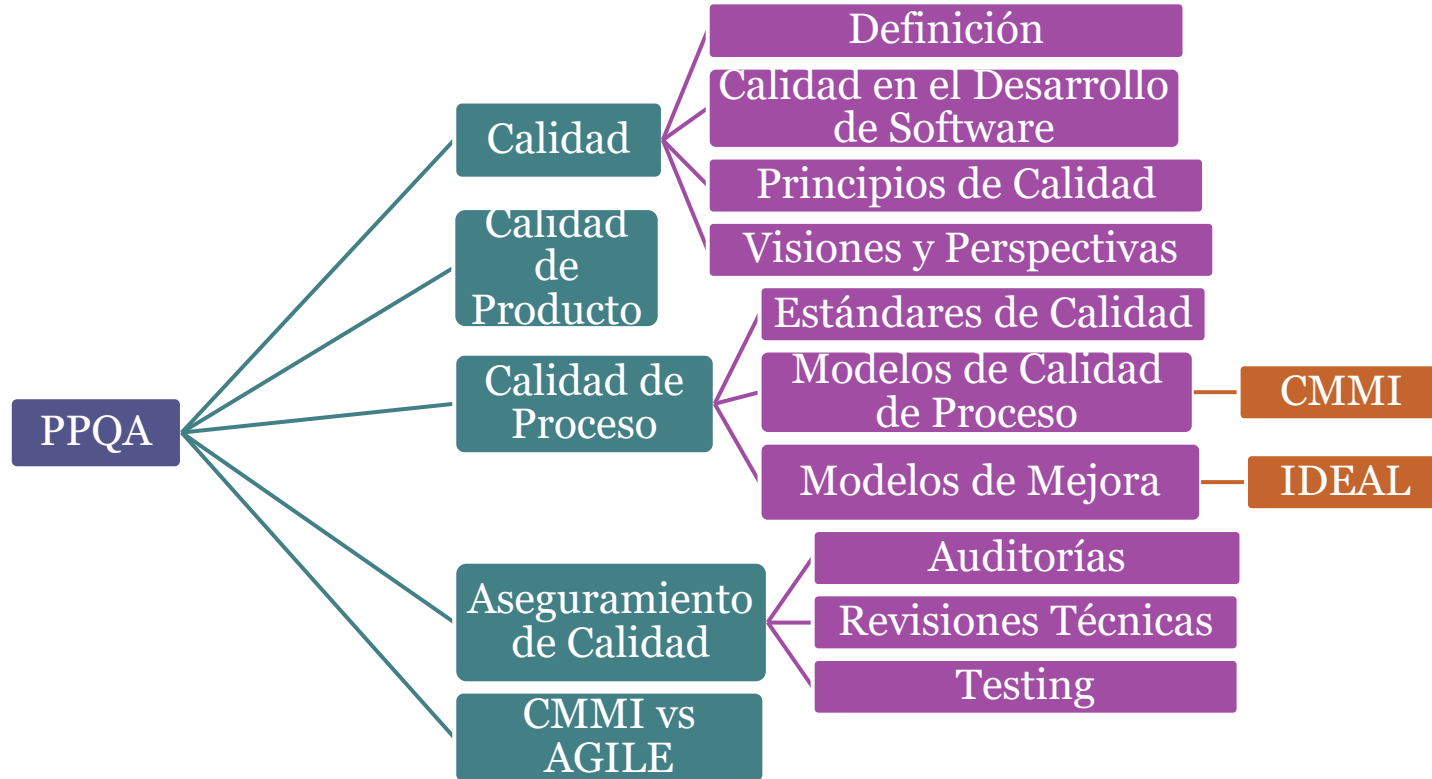 PPQA
Calidad
Definición
Calidad en el Desarrollo
de Software
Principios de Calidad
Visiones y Perspectivas
Calidad
de
Producto
Calidad de
Proceso
Estándares de Calidad
Modelos de Calidad
de Proceso
CMMI
Modelos de Mejora
IDEAL
Aseguramiento
de Calidad
Auditorías
Revisiones Técnicas
Testing
CMMI vs
AGILE